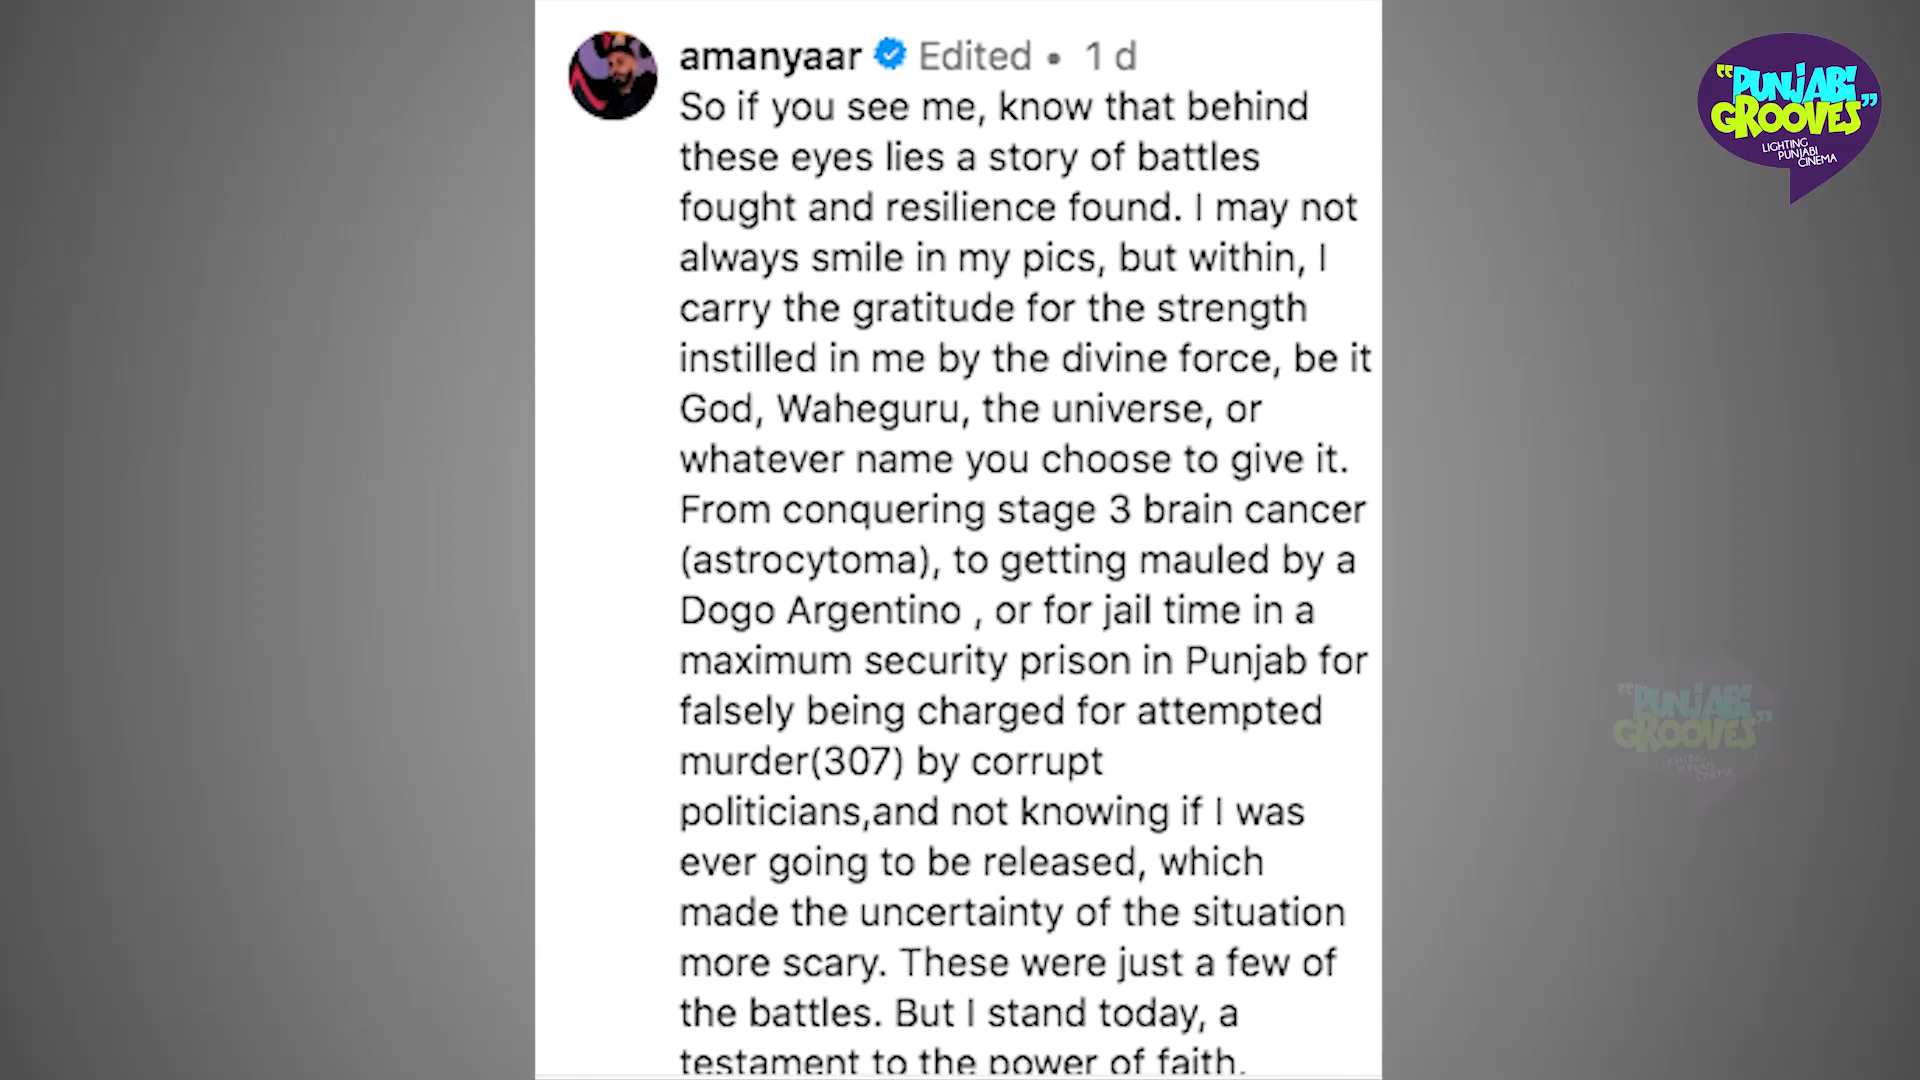 amanyaar Edited • 1 d
So if you see me, know that behind
these eyes lies a story of battles
fought and resilience found. I may not
always smile in my pics, but within, I
carry the gratitude for the strength
instilled in me by the divine force, be it
God, Waheguru, the universe, or
whatever name you choose to give it.
From conquering stage 3 brain cancer
(astrocytoma), to getting mauled by a
Dogo Argentino , or for jail time in a
maximum security prison in Punjab for
falsely being charged for attempted
murder(307) by corrupt
politicians,and not knowing if I was
ever going to be released, which
made the uncertainty of the situation
more scary. These were just a few of
the battles. But I stand today, a
testament to the power of faith,
"PUNJABI
GROOVES"
LIGHTING
PUNJABI
CINEMA
"PUNJABI
GROOVES"
LIGHTING
PUNJABI
CINEMA